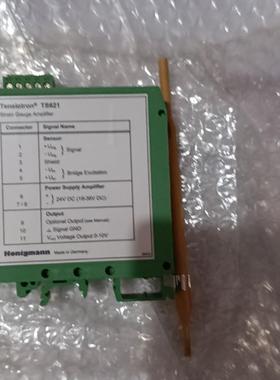 Tensiotron® TS621
Strain Gauge Amplifier
Connector Signal Name
Sensor
1 +U
2 -U } Signal
3 Shield
4 +U
5 -U } Bridge Excitation
Power Supply Amplifier
6 +
7 / 8 - } 24V DC (18-36V DC)
Output
9 Optional Output (see Manual)
10 Signal GND
11 Voltage Output 0-10V
Honigmann Made in Germany